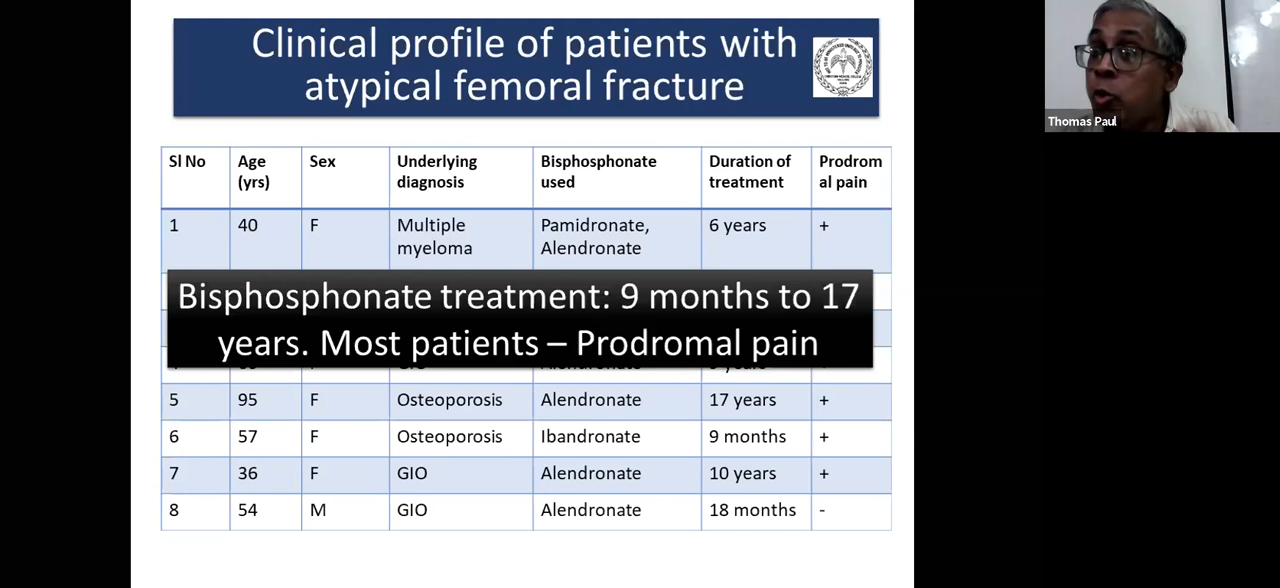 Clinical profile of patients with
atypical femoral fracture
Thomas Paul
Sl No Age (yrs) Sex Underlying diagnosis Bisphosphonate used Duration of treatment Prodromal pain
1 40 F Multiple myeloma Pamidronate, Alendronate 6 years +
Bisphosphonate treatment: 9 months to 17
years. Most patients – Prodromal pain
5 95 F Osteoporosis Alendronate 17 years +
6 57 F Osteoporosis Ibandronate 9 months +
7 36 F GIO Alendronate 10 years +
8 54 M GIO Alendronate 18 months -